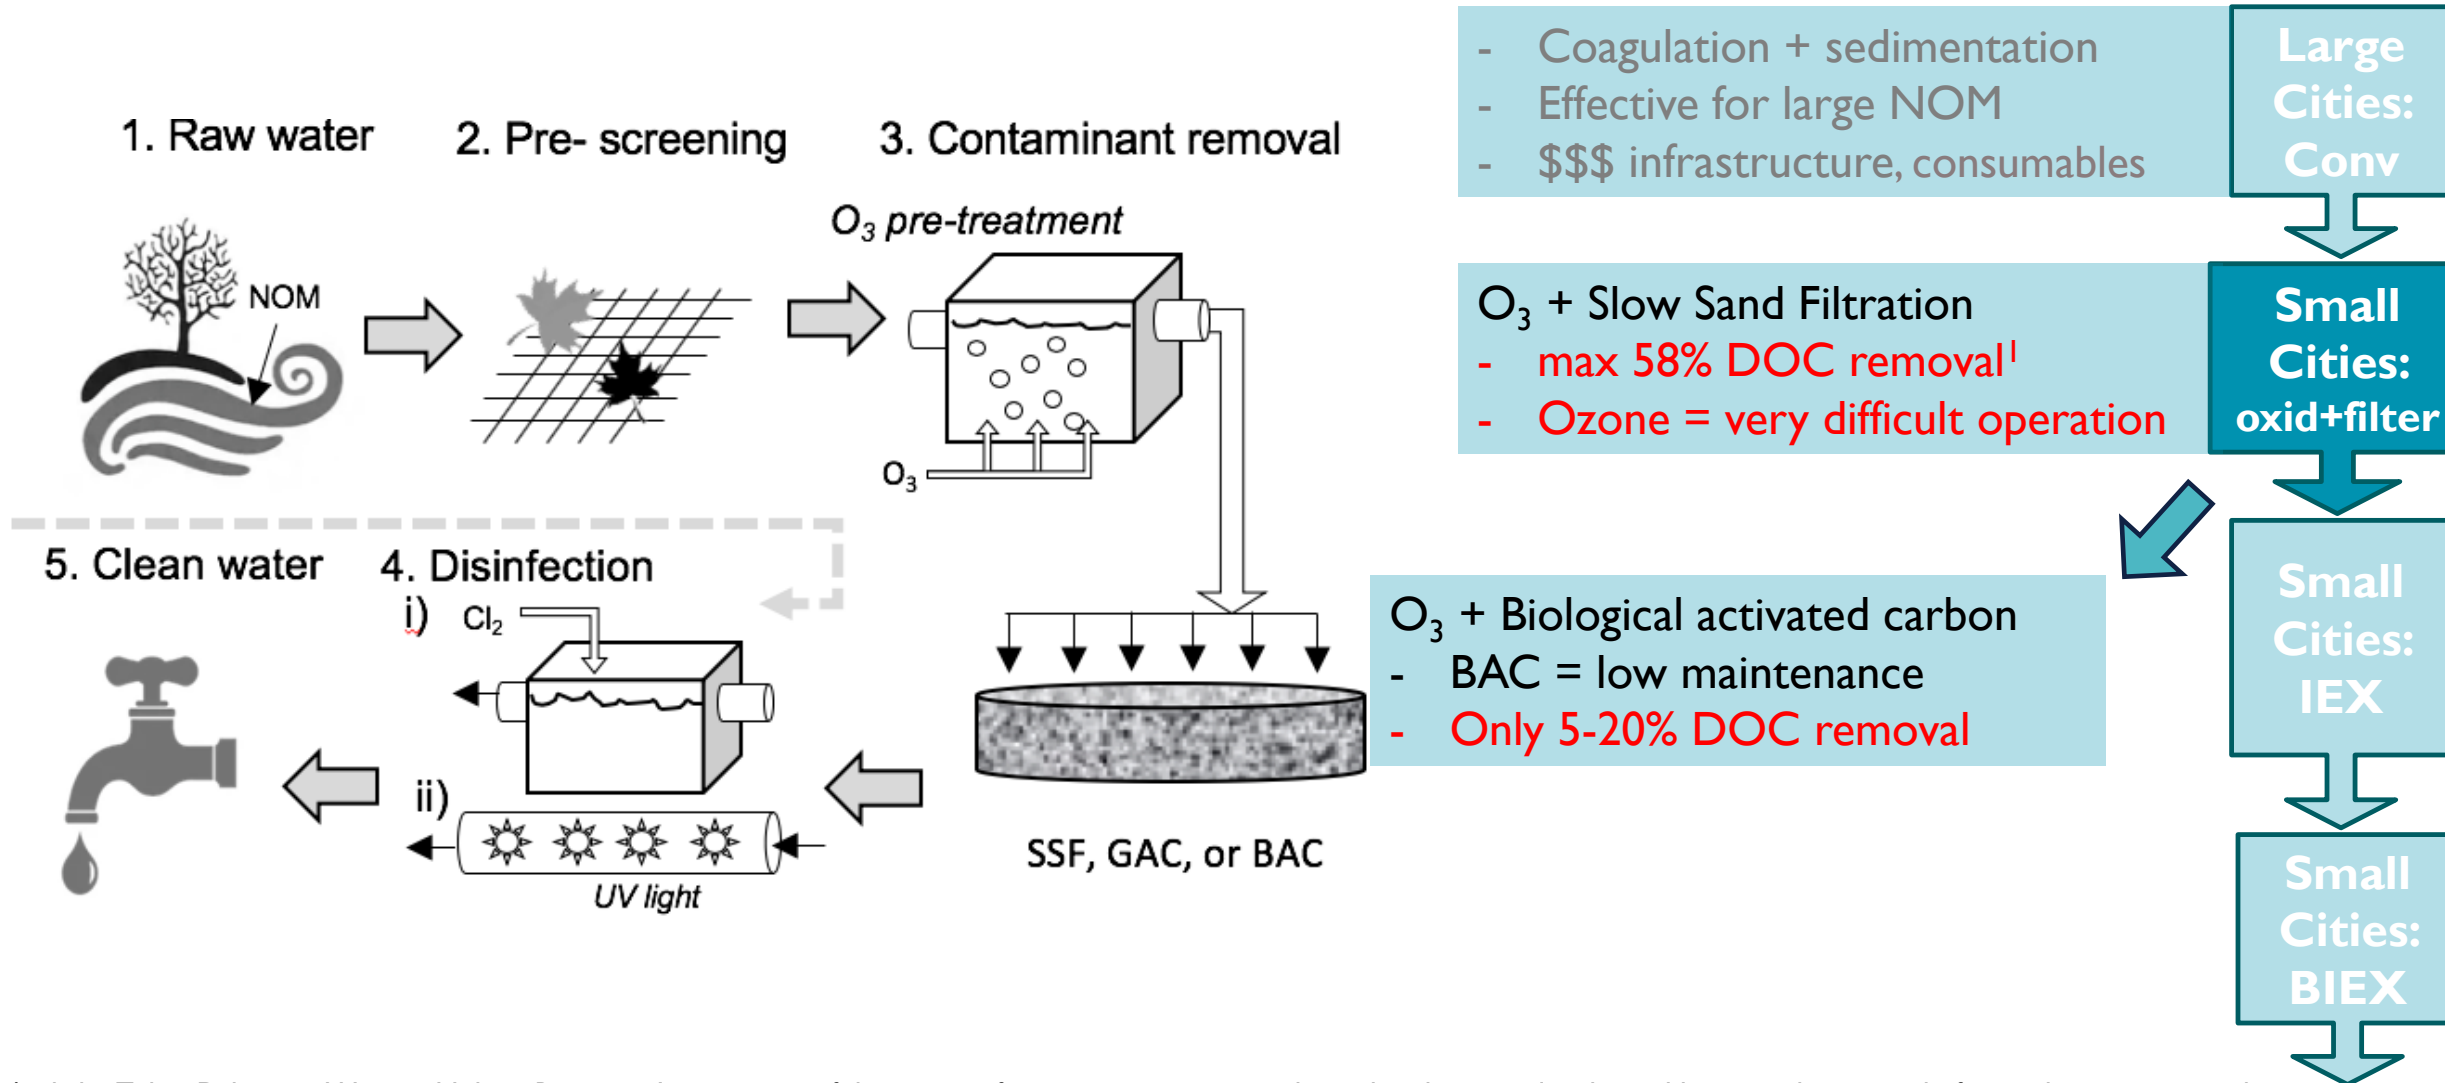 1. Raw water
2. Pre- screening
3. Contaminant removal
O₃ pre-treatment
NOM
O₃
5. Clean water
4. Disinfection
i)
Cl₂
ii)
UV light
SSF, GAC, or BAC
- Coagulation + sedimentation
- Effective for large NOM
- $$$ infrastructure, consumables
Large
Cities:
Conv
O₃ + Slow Sand Filtration
- max 58% DOC removal¹
- Ozone = very difficult operation
Small
Cities:
oxid+filter
O₃ + Biological activated carbon
- BAC = low maintenance
- Only 5-20% DOC removal
Small
Cities:
IEX
Small
Cities:
BIEX